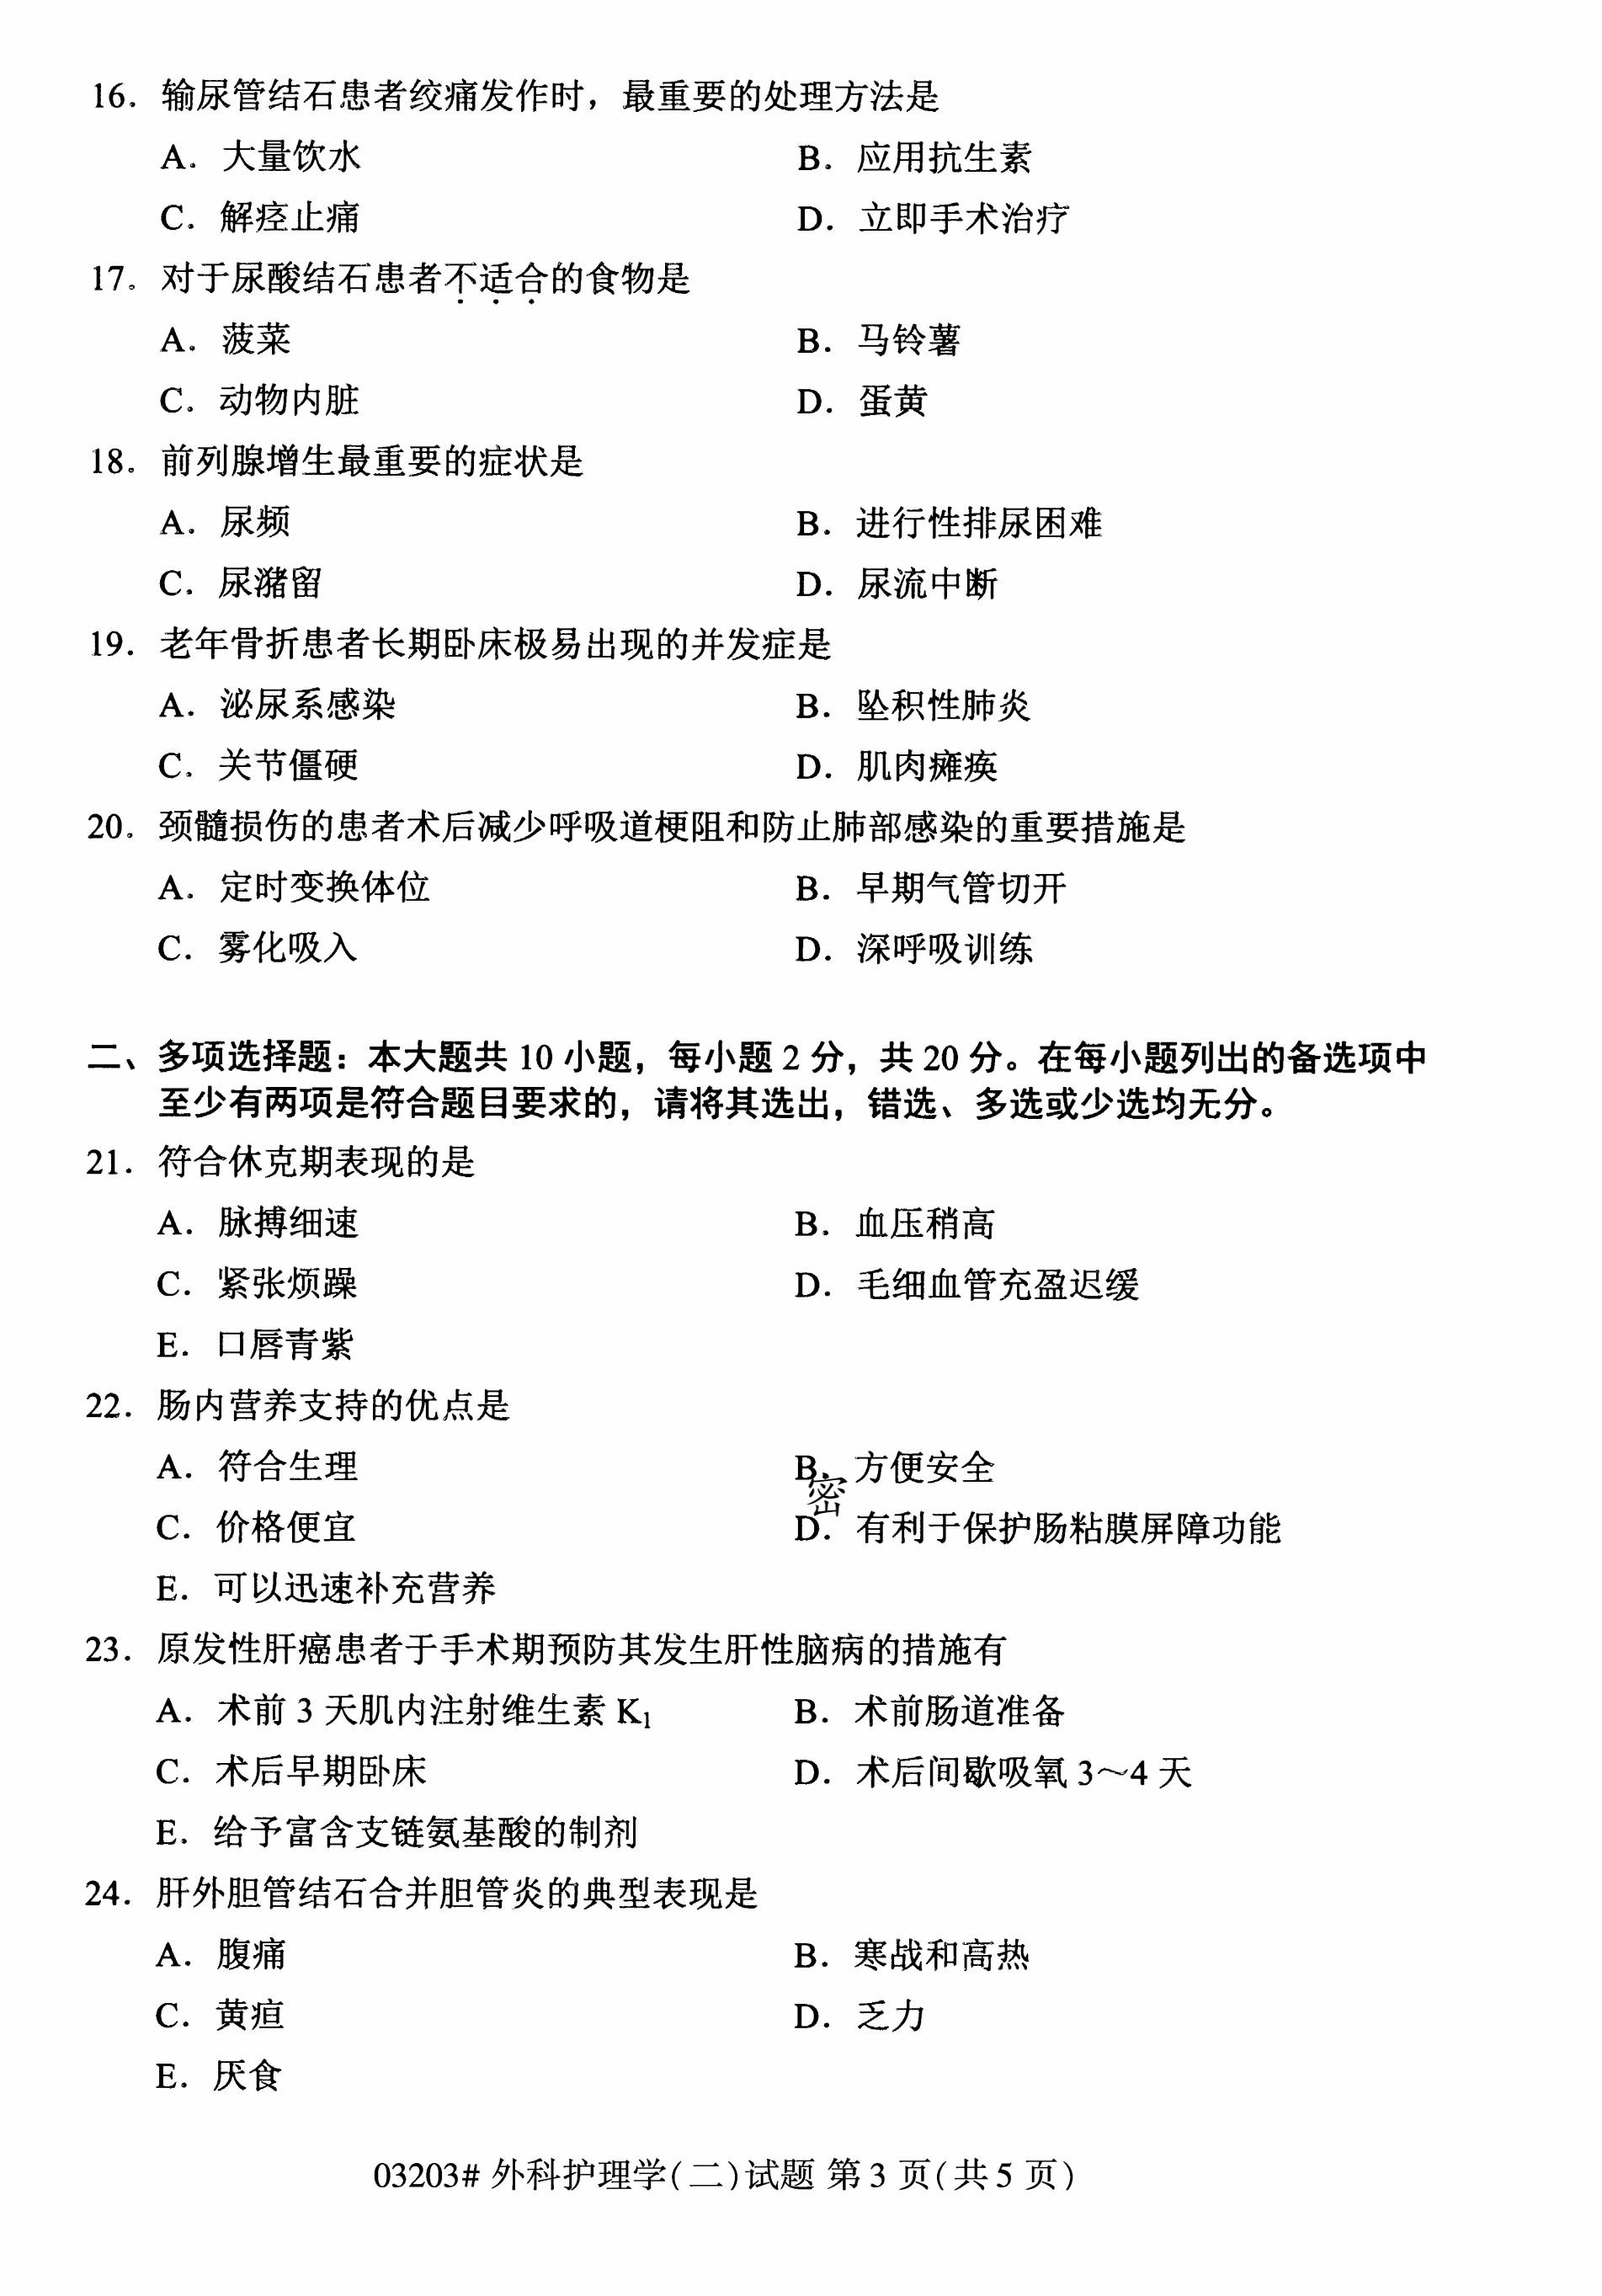 16. 输尿管结石患者绞痛发作时，最重要的处理方法是
A. 大量饮水 B. 应用抗生素
C. 解痉止痛 D. 立即手术治疗
17. 对于尿酸结石患者不适合的食物是
A. 菠菜 B. 马铃薯
C. 动物内脏 D. 蛋黄
18. 前列腺增生最重要的症状是
A. 尿频 B. 进行性排尿困难
C. 尿潴留 D. 尿流中断
19. 老年骨折患者长期卧床极易出现的并发症是
A. 泌尿系感染 B. 坠积性肺炎
C. 关节僵硬 D. 肌肉瘫痪
20. 颈髓损伤的患者术后减少呼吸道梗阻和防止肺部感染的重要措施是
A. 定时变换体位 B. 早期气管切开
C. 雾化吸入 D. 深呼吸训练
二、多项选择题：本大题共 10 小题，每小题 2 分，共 20 分。在每小题列出的备选项中
至少有两项是符合题目要求的，请将其选出，错选、多选或少选均无分。
21. 符合休克期表现的是
A. 脉搏细速 B. 血压稍高
C. 紧张烦躁 D. 毛细血管充盈迟缓
E. 口唇青紫
22. 肠内营养支持的优点是
A. 符合生理 B. 方便安全
密
C. 价格便宜 D. 有利于保护肠粘膜屏障功能
E. 可以迅速补充营养
23. 原发性肝癌患者于手术期预防其发生肝性脑病的措施有
A. 术前 3 天肌内注射维生素 K₁ B. 术前肠道准备
C. 术后早期卧床 D. 术后间歇吸氧 3～4 天
E. 给予富含支链氨基酸的制剂
24. 肝外胆管结石合并胆管炎的典型表现是
A. 腹痛 B. 寒战和高热
C. 黄疸 D. 乏力
E. 厌食
03203# 外科护理学(二)试题 第 3 页(共 5 页)